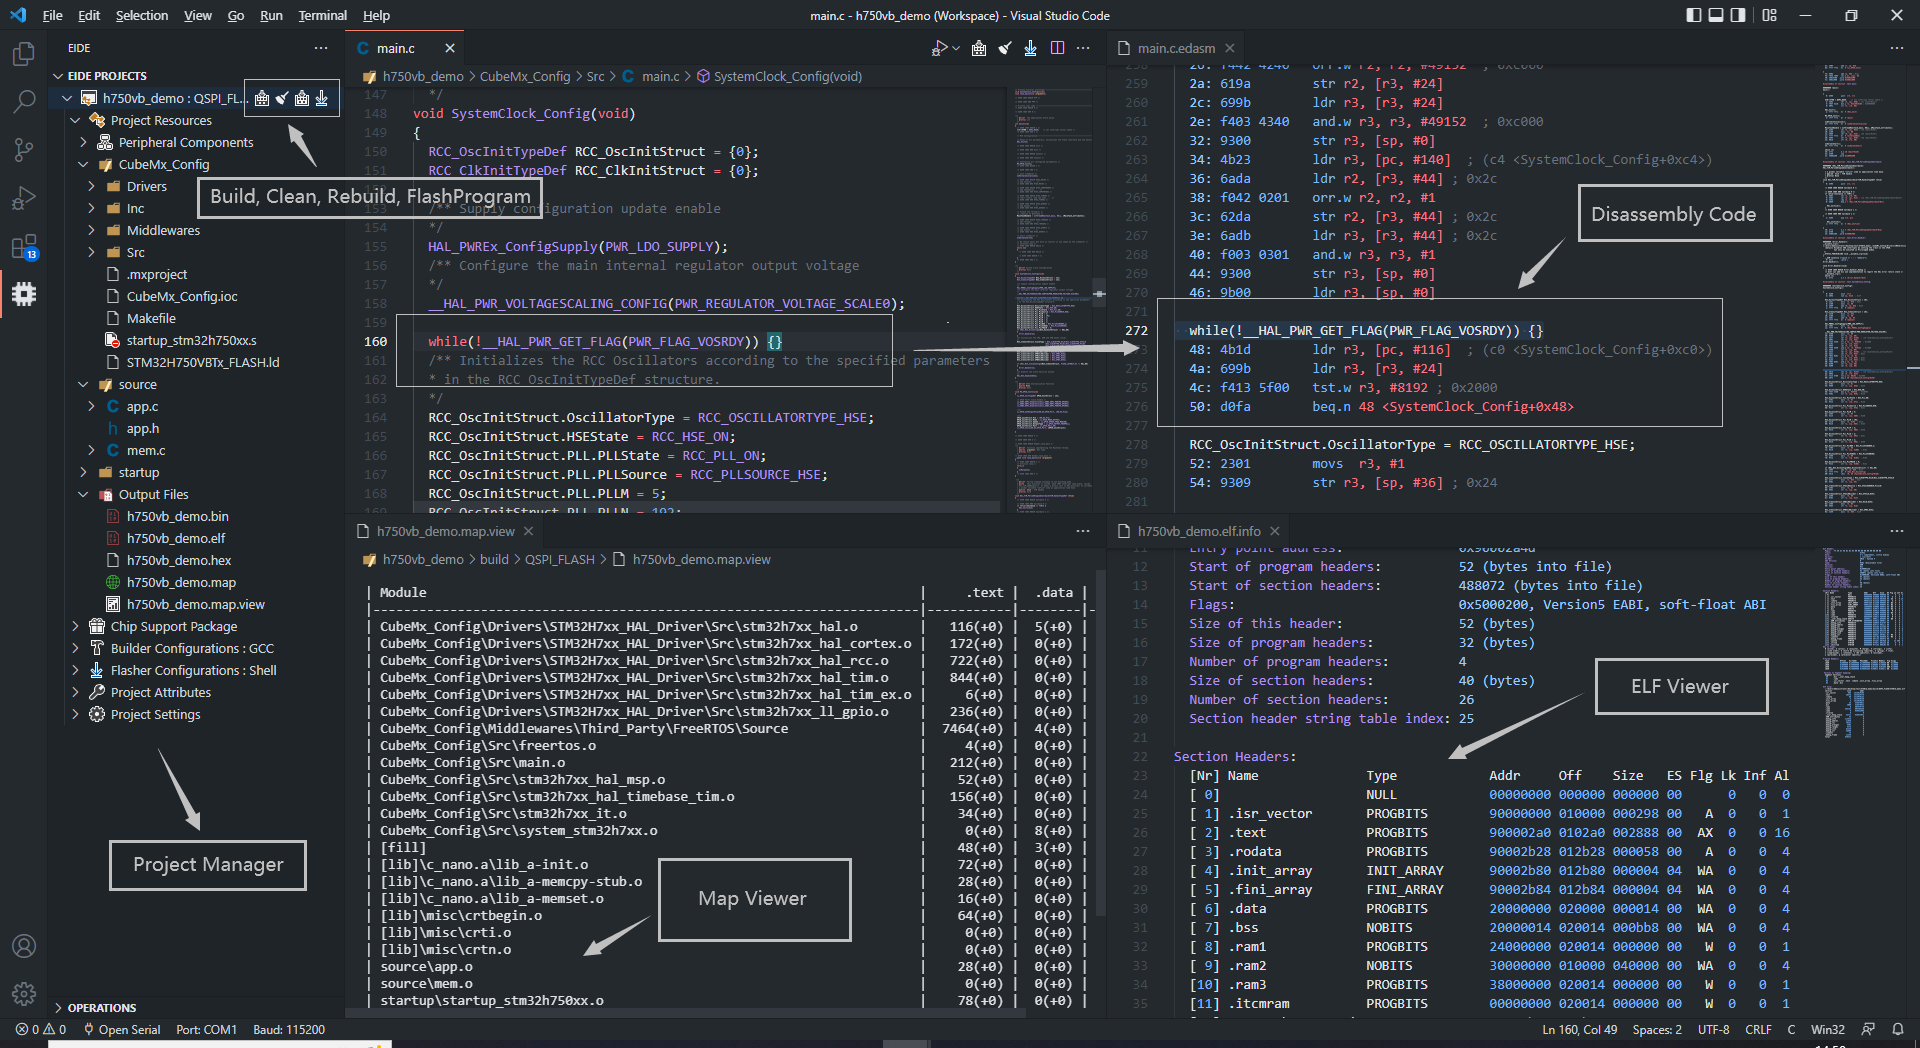 File Edit Selection View Go Run Terminal Help
main.c - h750vb_demo (Workspace) - Visual Studio Code
EIDE
EIDE PROJECTS
h750vb_demo : QSPI_FL...
Project Resources
Peripheral Components
CubeMx_Config
Drivers
Inc
Middlewares
Src
.mxproject
CubeMx_Config.ioc
Makefile
startup_stm32h750xx.s
STM32H750VBTx_FLASH.ld
source
app.c
app.h
mem.c
startup
Output Files
h750vb_demo.bin
h750vb_demo.elf
h750vb_demo.hex
h750vb_demo.map
h750vb_demo.map.view
Chip Support Package
Builder Configurations : GCC
Flasher Configurations : Shell
Project Attributes
Project Settings
OPERATIONS
13
Build, Clean, Rebuild, FlashProgram
Project Manager
main.c
h750vb_demo > CubeMx_Config > Src > C main.c > SystemClock_Config(void)
147 */
148 void SystemClock_Config(void)
149 {
150 RCC_OscInitTypeDef RCC_OscInitStruct = {0};
151 RCC_ClkInitTypeDef RCC_ClkInitStruct = {0};
153 /** Supply configuration update enable
154 */
155 HAL_PWREx_ConfigSupply(PWR_LDO_SUPPLY);
156 /** Configure the main internal regulator output voltage
157 */
158 __HAL_PWR_VOLTAGESCALING_CONFIG(PWR_REGULATOR_VOLTAGE_SCALE0);
159
160 while(!__HAL_PWR_GET_FLAG(PWR_FLAG_VOSRDY)) {}
161 /** Initializes the RCC Oscillators according to the specified parameters
162 * in the RCC_OscInitTypeDef structure.
163 */
164 RCC_OscInitStruct.OscillatorType = RCC_OSCILLATORTYPE_HSE;
165 RCC_OscInitStruct.HSEState = RCC_HSE_ON;
166 RCC_OscInitStruct.PLL.PLLState = RCC_PLL_ON;
167 RCC_OscInitStruct.PLL.PLLSource = RCC_PLLSOURCE_HSE;
168 RCC_OscInitStruct.PLL.PLLM = 5;
RCC_OscInitStruct.PLL.PLLN = 192;
main.c.edasm
258 26: f442 4240 orr.w r2, r2, #49152 ; 0xc000
259 2a: 619a str r2, [r3, #24]
260 2c: 699b ldr r3, [r3, #24]
261 2e: f403 4340 and.w r3, r3, #49152 ; 0xc000
262 32: 9300 str r3, [sp, #0]
263 34: 4b23 ldr r3, [pc, #140] ; (c4 <SystemClock_Config+0xc4>)
264 36: 6ada ldr r2, [r3, #44] ; 0x2c
265 38: f042 0201 orr.w r2, r2, #1
266 3c: 62da str r2, [r3, #44] ; 0x2c
267 3e: 6adb ldr r3, [r3, #44] ; 0x2c
268 40: f003 0301 and.w r3, r3, #1
269 44: 9300 str r3, [sp, #0]
270 46: 9b00 ldr r3, [sp, #0]
271
272 while(!__HAL_PWR_GET_FLAG(PWR_FLAG_VOSRDY)) {}
48: 4b1d ldr r3, [pc, #116] ; (c0 <SystemClock_Config+0xc0>)
274 4a: 699b ldr r3, [r3, #24]
275 4c: f413 5f00 tst.w r3, #8192 ; 0x2000
276 50: d0fa beq.n 48 <SystemClock_Config+0x48>
277
278 RCC_OscInitStruct.OscillatorType = RCC_OSCILLATORTYPE_HSE;
279 52: 2301 movs r3, #1
280 54: 9309 str r3, [sp, #36] ; 0x24
281
Disassembly Code
h750vb_demo.map.view
h750vb_demo > build > QSPI_FLASH > h750vb_demo.map.view
| Module | .text | .data |
CubeMx_Config\Drivers\STM32H7xx_HAL_Driver\Src\stm32h7xx_hal.o | 116(+0) | 5(+0) |
CubeMx_Config\Drivers\STM32H7xx_HAL_Driver\Src\stm32h7xx_hal_cortex.o | 172(+0) | 0(+0) |
CubeMx_Config\Drivers\STM32H7xx_HAL_Driver\Src\stm32h7xx_hal_rcc.o | 722(+0) | 0(+0) |
CubeMx_Config\Drivers\STM32H7xx_HAL_Driver\Src\stm32h7xx_hal_tim.o | 844(+0) | 0(+0) |
CubeMx_Config\Drivers\STM32H7xx_HAL_Driver\Src\stm32h7xx_hal_tim_ex.o | 6(+0) | 0(+0) |
CubeMx_Config\Drivers\STM32H7xx_HAL_Driver\Src\stm32h7xx_ll_gpio.o | 236(+0) | 0(+0) |
CubeMx_Config\Middlewares\Third_Party\FreeRTOS\Source | 7464(+0) | 4(+0) |
CubeMx_Config\Src\freertos.o | 4(+0) | 0(+0) |
CubeMx_Config\Src\main.o | 212(+0) | 0(+0) |
CubeMx_Config\Src\stm32h7xx_hal_msp.o | 52(+0) | 0(+0) |
CubeMx_Config\Src\stm32h7xx_hal_timebase_tim.o | 156(+0) | 0(+0) |
CubeMx_Config\Src\stm32h7xx_it.o | 34(+0) | 0(+0) |
CubeMx_Config\Src\system_stm32h7xx.o | 0(+0) | 8(+0) |
[fill] | 48(+0) | 3(+0) |
[lib]\c_nano.a\lib_a-init.o | 72(+0) | 0(+0) |
[lib]\c_nano.a\lib_a-memcpy-stub.o | 28(+0) | 0(+0) |
[lib]\c_nano.a\lib_a-memset.o | 16(+0) | 0(+0) |
[lib]\misc\crtbegin.o | 64(+0) | 0(+0) |
[lib]\misc\crti.o | 0(+0) | 0(+0) |
[lib]\misc\crtn.o | 0(+0) | 0(+0) |
source\app.o | 28(+0) | 0(+0) |
source\mem.o | 0(+0) | 0(+0) |
startup\startup_stm32h750xx.o | 78(+0) | 0(+0) |
Map Viewer
h750vb_demo.elf.info
11 Entry point address: 0x90002a4d
12 Start of program headers: 52 (bytes into file)
13 Start of section headers: 488072 (bytes into file)
14 Flags: 0x5000200, Version5 EABI, soft-float ABI
15 Size of this header: 52 (bytes)
16 Size of program headers: 32 (bytes)
17 Number of program headers: 4
18 Size of section headers: 40 (bytes)
19 Number of section headers: 26
20 Section header string table index: 25
21
22 Section Headers:
23 [Nr] Name Type Addr Off Size ES Flg Lk Inf Al
24 [ 0] NULL 00000000 000000 000000 00 0 0 0
25 [ 1] .isr_vector PROGBITS 90000000 010000 000298 00 A 0 0 1
26 [ 2] .text PROGBITS 900002a0 0102a0 002888 00 AX 0 0 16
27 [ 3] .rodata PROGBITS 90002b28 012b28 000058 00 A 0 0 4
28 [ 4] .init_array INIT_ARRAY 90002b80 012b80 000004 04 WA 0 0 4
29 [ 5] .fini_array FINI_ARRAY 90002b84 012b84 000004 04 WA 0 0 4
30 [ 6] .data PROGBITS 20000000 020000 000014 00 WA 0 0 4
31 [ 7] .bss NOBITS 20000014 020014 000bb8 00 WA 0 0 4
32 [ 8] .ram1 PROGBITS 24000000 020014 000000 00 W 0 0 1
33 [ 9] .ram2 NOBITS 30000000 010000 040000 00 WA 0 0 4
34 [10] .ram3 PROGBITS 38000000 020014 000000 00 W 0 0 1
35 [11] .itcmram PROGBITS 00000000 020014 000000 00 W 0 0 1
ELF Viewer
0 0 Open Serial Port: COM1 Baud: 115200
Ln 160, Col 49 Spaces: 2 UTF-8 CRLF C Win32